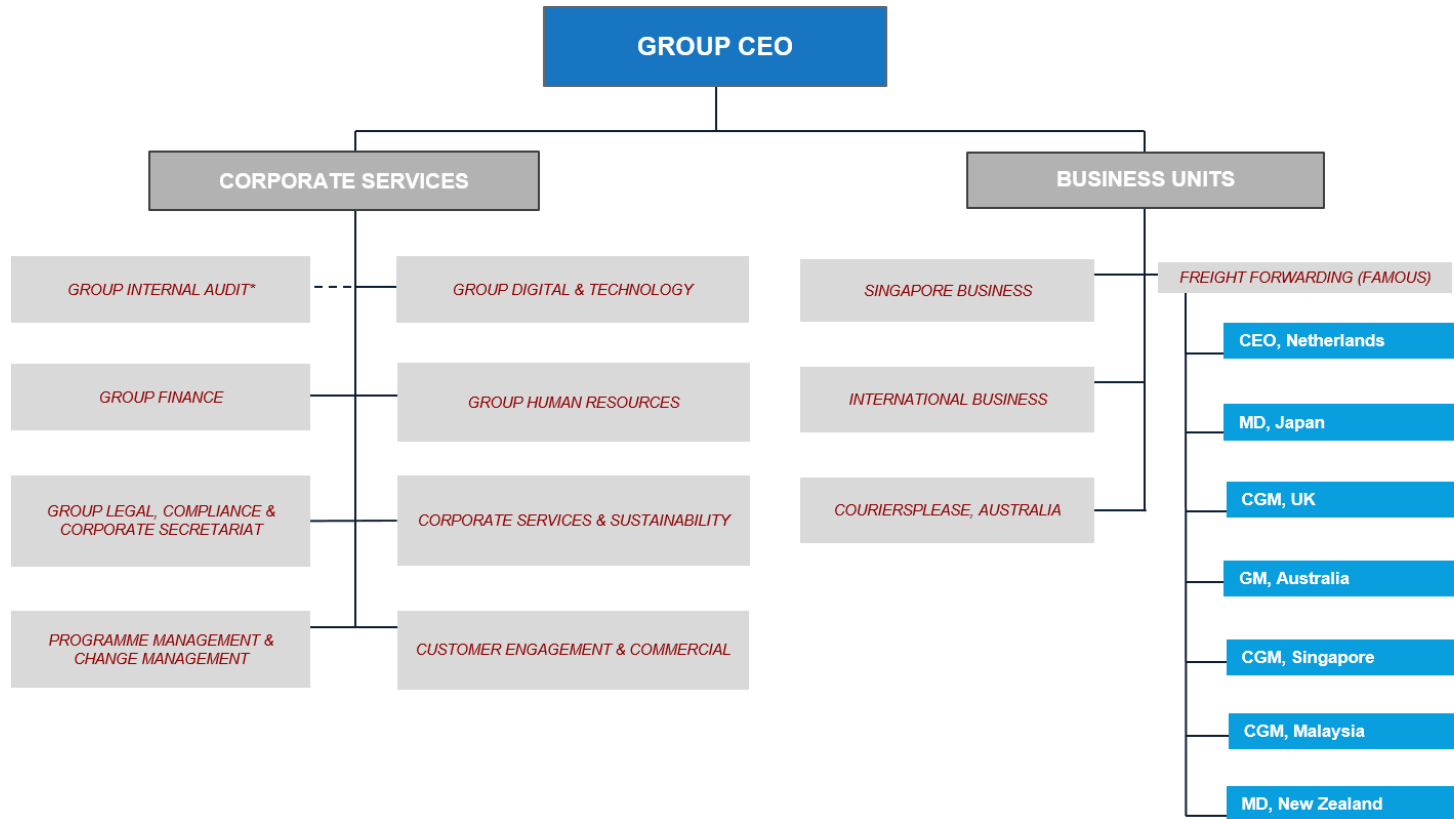 GROUP CEO
CORPORATE SERVICES
GROUP INTERNAL AUDIT*
GROUP DIGITAL & TECHNOLOGY
GROUP FINANCE
GROUP HUMAN RESOURCES
GROUP LEGAL, COMPLIANCE &
CORPORATE SECRETARIAT
CORPORATE SERVICES & SUSTAINABILITY
PROGRAMME MANAGEMENT &
CHANGE MANAGEMENT
CUSTOMER ENGAGEMENT & COMMERCIAL
BUSINESS UNITS
SINGAPORE BUSINESS
INTERNATIONAL BUSINESS
COURIERSPLEASE, AUSTRALIA
FREIGHT FORWARDING (FAMOUS)
CEO, Netherlands
MD, Japan
CGM, UK
GM, Australia
CGM, Singapore
CGM, Malaysia
MD, New Zealand